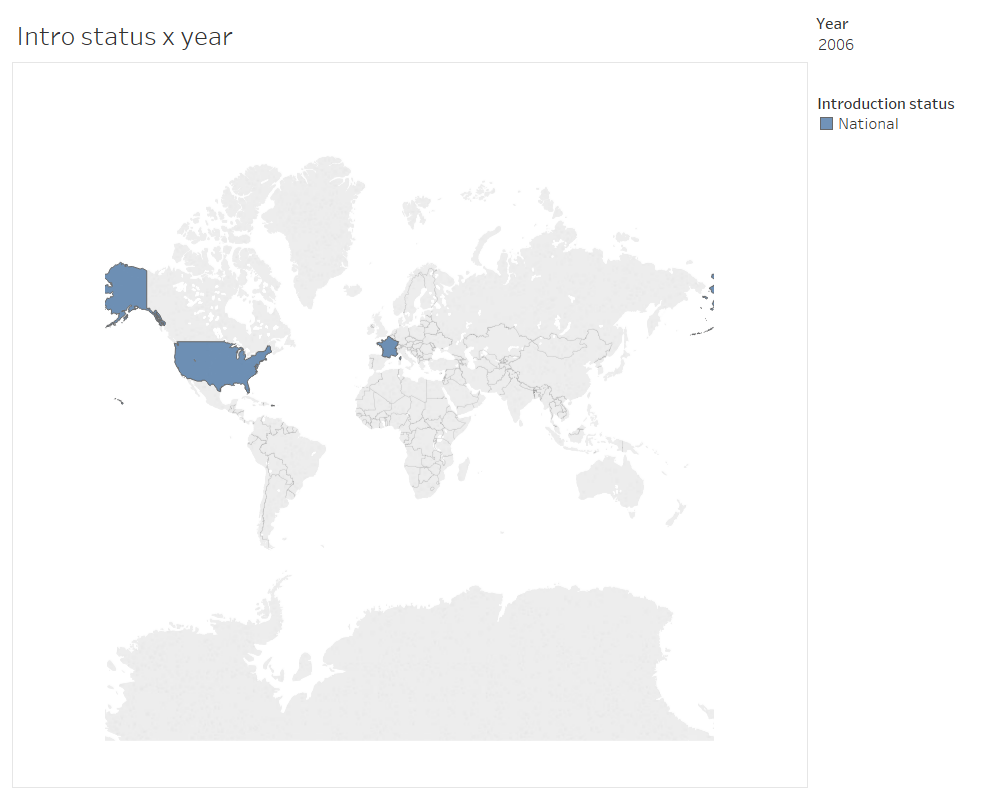 Intro status x year
Year
2006
Introduction status
National